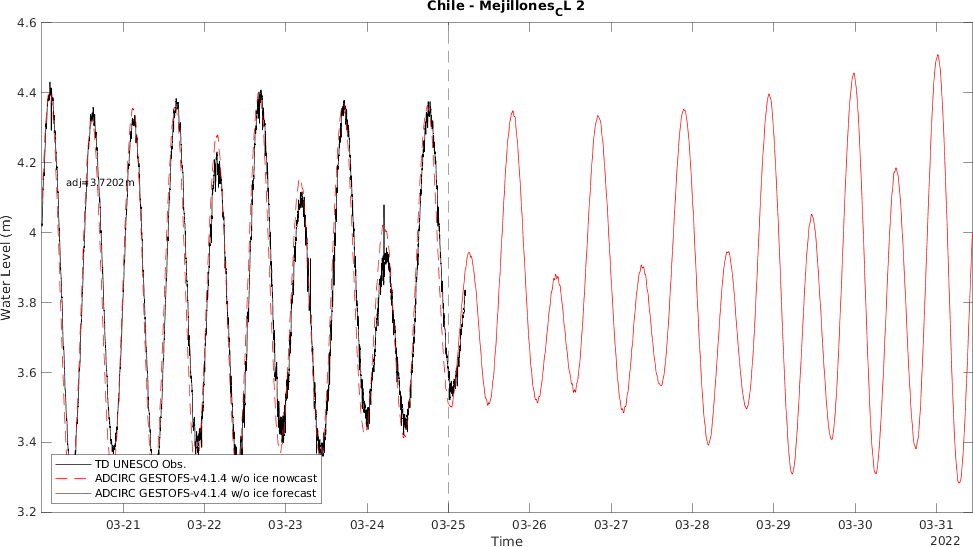 Chile - Mejillones_CL 2
4.6
4.4
4.2
4
3.8
3.6
3.4
3.2
Water Level (m)
adj=3.7202m
TD UNESCO Obs.
ADCIRC GESTOFS-v4.1.4 w/o ice nowcast
ADCIRC GESTOFS-v4.1.4 w/o ice forecast
03-21 03-22 03-23 03-24 03-25 03-26 03-27 03-28 03-29 03-30 03-31
Time
2022